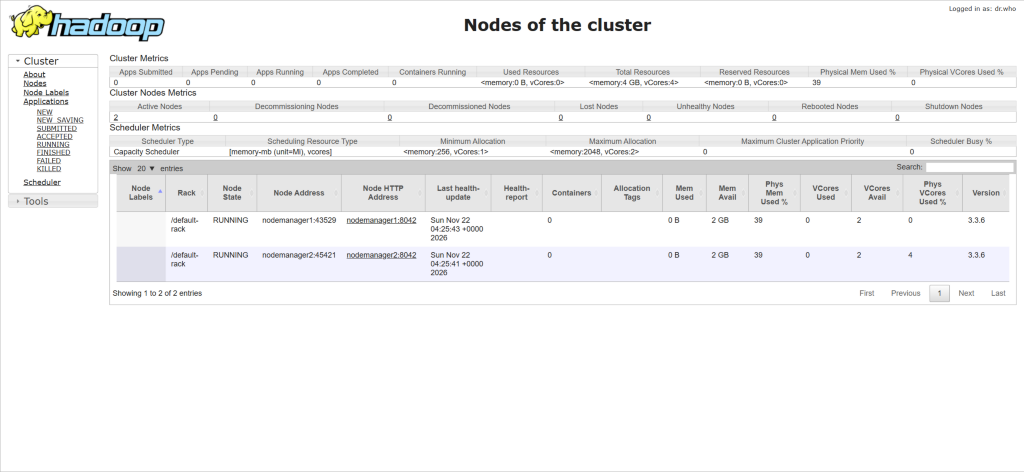 hadoop
Nodes of the cluster
Logged in as: dr.who
Cluster
About
Nodes
Node Labels
Applications
NEW
NEW_SAVING
SUBMITTED
ACCEPTED
RUNNING
FINISHED
FAILED
KILLED
Scheduler
Tools
Cluster Metrics
Apps Submitted Apps Pending Apps Running Apps Completed Containers Running Used Resources Total Resources Reserved Resources Physical Mem Used % Physical VCores Used %
0 0 0 0 0 <memory:0 B, vCores:0> <memory:4 GB, vCores:4> <memory:0 B, vCores:0> 39 0
Cluster Nodes Metrics
Active Nodes Decommissioning Nodes Decommissioned Nodes Lost Nodes Unhealthy Nodes Rebooted Nodes Shutdown Nodes
2 0 0 0 0 0 0
Scheduler Metrics
Scheduler Type Scheduling Resource Type Minimum Allocation Maximum Allocation Maximum Cluster Application Priority Scheduler Busy %
Capacity Scheduler [memory-mb (unit=Mi), vcores] <memory:256, vCores:1> <memory:2048, vCores:2> 0 0
Show 20 entries Search:
Node Labels Rack Node State Node Address Node HTTP Address Last health-update Health-report Containers Allocation Tags Mem Used Mem Avail Phys Mem Used % VCores Used VCores Avail Phys VCores Used % Version
/default-rack RUNNING nodemanager1:43529 nodemanager1:8042 Sun Nov 22 04:25:43 +0000 2026 0 0 B 2 GB 39 0 2 0 3.3.6
/default-rack RUNNING nodemanager2:45421 nodemanager2:8042 Sun Nov 22 04:25:41 +0000 2026 0 0 B 2 GB 39 0 2 4 3.3.6
Showing 1 to 2 of 2 entries First Previous 1 Next Last